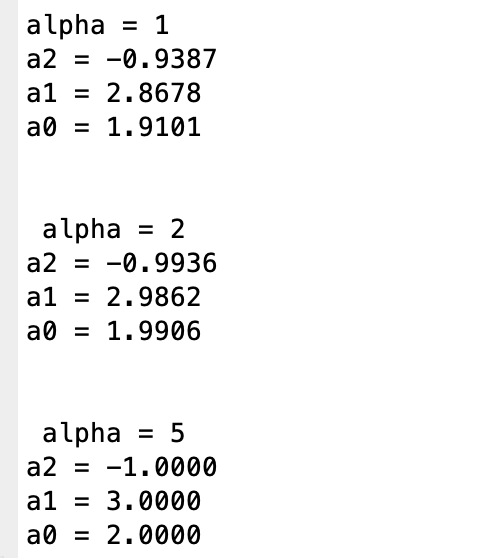 alpha = 1
a2 = -0.9387
a1 = 2.8678
a0 = 1.9101
alpha = 2
a2 = -0.9936
a1 = 2.9862
a0 = 1.9906
alpha = 5
a2 = -1.0000
a1 = 3.0000
a0 = 2.0000